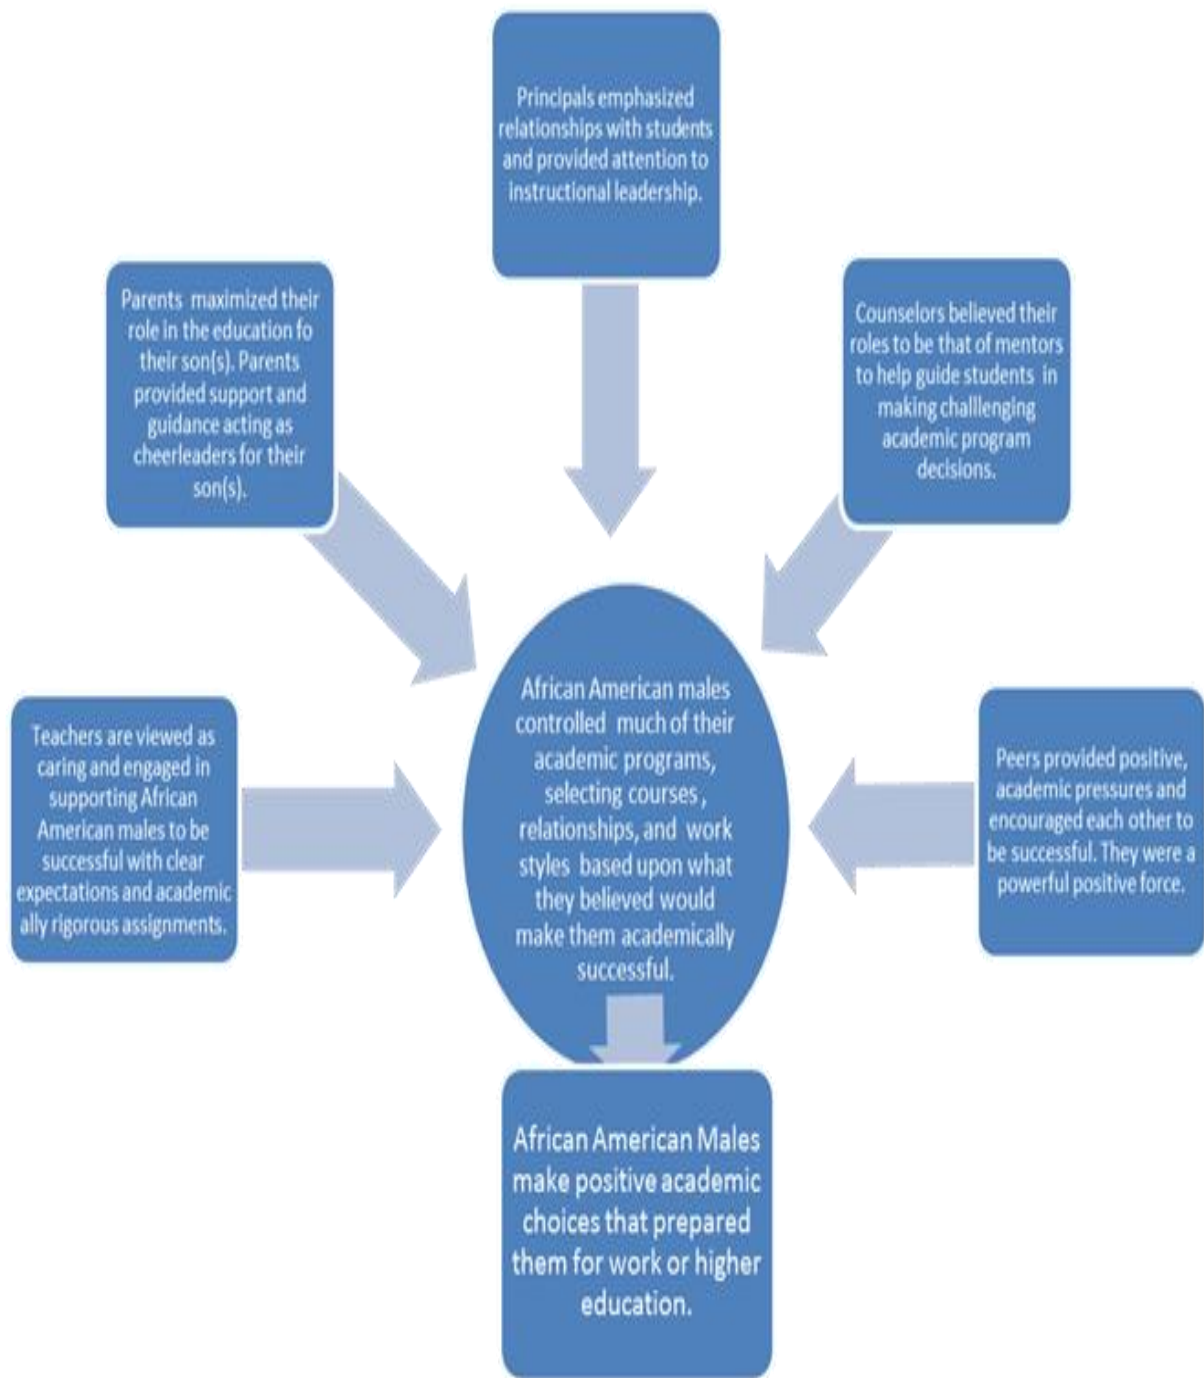 Principals emphasized
relationships with students
and provided attention to
instructional leadership.
Parents maximized their
role in the education fo
their son(s). Parents
provided support and
guidance acting as
cheerleaders for their
son(s).
Counselors believed their
roles to be that of mentors
to help guide students in
making challlenging
academic program
decisions.
Teachers are viewed as
caring and engaged in
supporting African
American males to be
successful with clear
expectations and academic
ally rigorous assignments.
African American males
controlled much of their
academic programs,
selecting courses ,
relationships, and work
styles based upon what
they believed would
make them academically
successful.
Peers provided positive,
academic pressures and
encouraged each other to
be successful. They were a
powerful positive force.
African American Males
make positive academic
choices that prepared
them for work or higher
education.